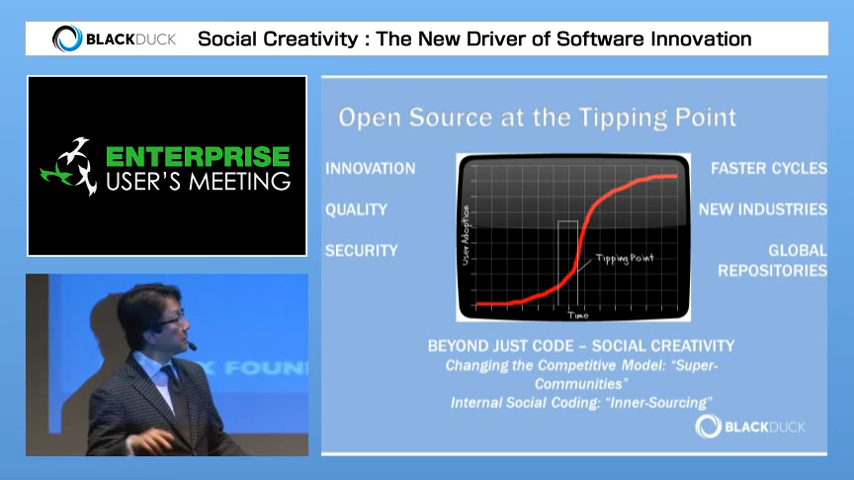 BLACKDUCK Social Creativity : The New Driver of Software Innovation
ENTERPRISE
USER'S MEETING
Open Source at the Tipping Point
INNOVATION
QUALITY
SECURITY
User Adoption
Tipping Point
Time
FASTER CYCLES
NEW INDUSTRIES
GLOBAL
REPOSITORIES
BEYOND JUST CODE – SOCIAL CREATIVITY
Changing the Competitive Model: “Super-
Communities”
Internal Social Coding: “Inner-Sourcing”
BLACKDUCK
X FOUN